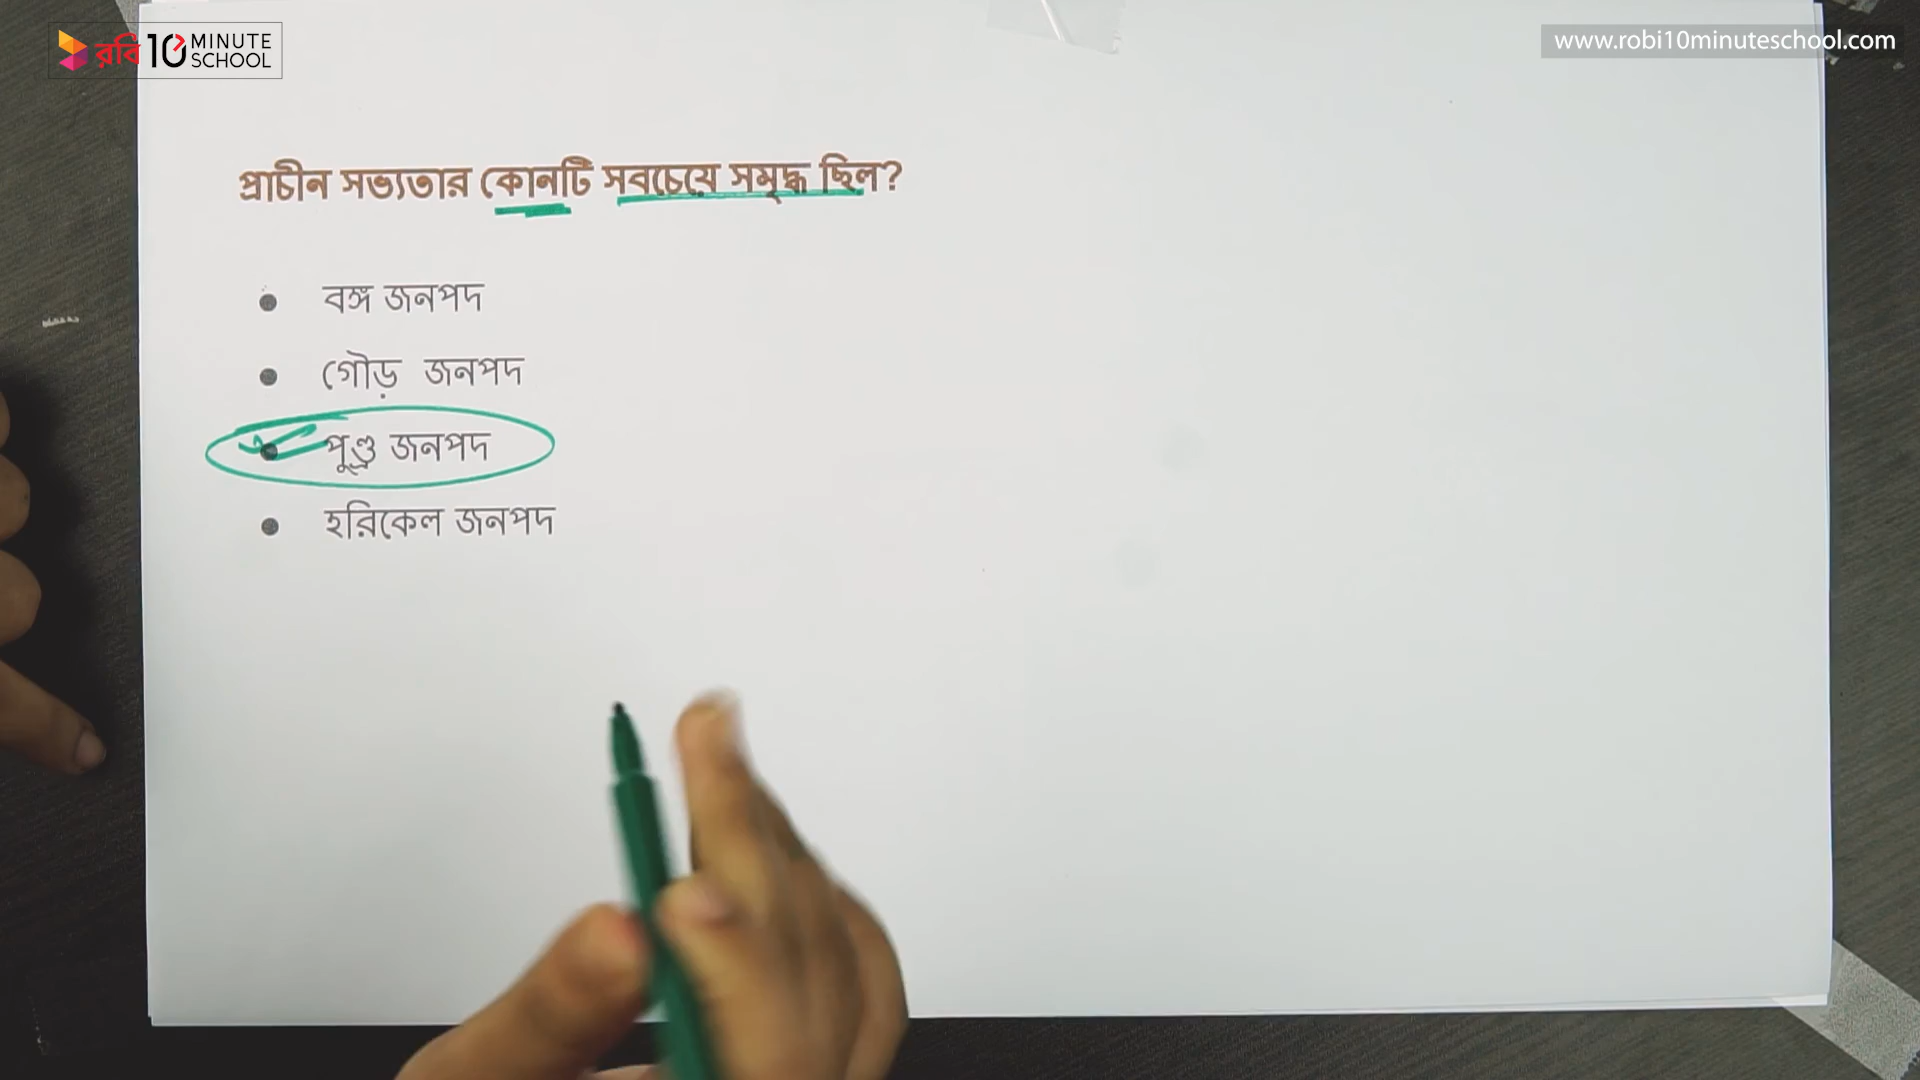 রবি 10 MINUTE SCHOOL
www.robi10minuteschool.com
প্রাচীন সভ্যতার কোনটি সবচেয়ে সমৃদ্ধ ছিল?
বঙ্গ জনপদ
গৌড় জনপদ
পুণ্ড্র জনপদ
হরিকেল জনপদ